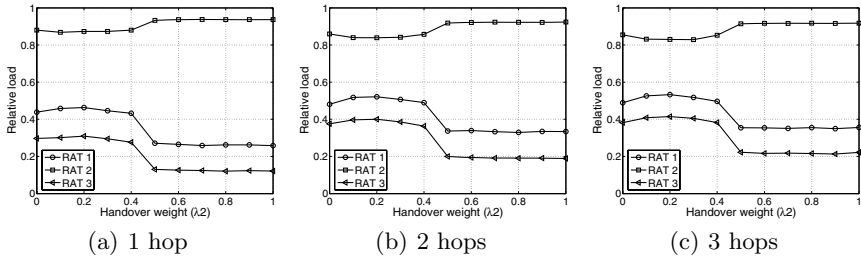 1
0.8
0.6
0.4
0.2
0
Relative load
RAT 1
RAT 2
RAT 3
0 0.2 0.4 0.6 0.8 1
Handover weight (λ2)
(a) 1 hop
1
0.8
0.6
0.4
0.2
0
Relative load
RAT 1
RAT 2
RAT 3
0 0.2 0.4 0.6 0.8 1
Handover weight (λ2)
(b) 2 hops
1
0.8
0.6
0.4
0.2
0
Relative load
RAT 1
RAT 2
RAT 3
0 0.2 0.4 0.6 0.8 1
Handover weight (λ2)
(c) 3 hops